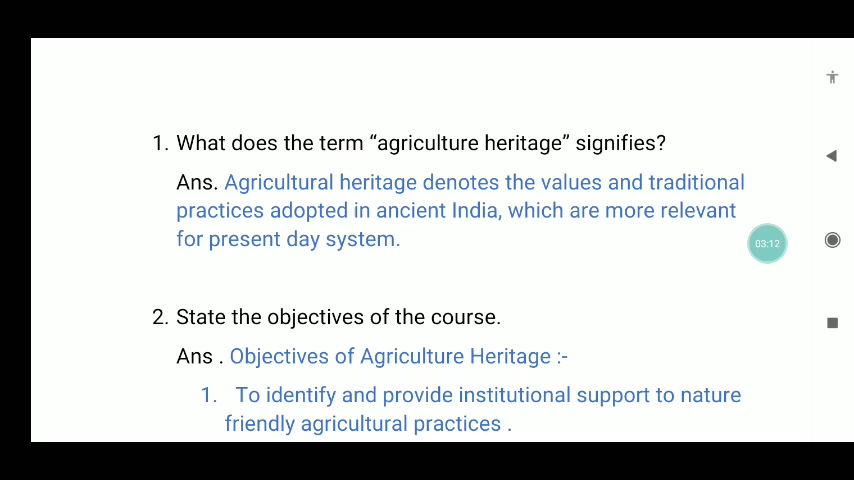 1. What does the term “agriculture heritage” signifies?
Ans. Agricultural heritage denotes the values and traditional
practices adopted in ancient India, which are more relevant
for present day system.
03:12
2. State the objectives of the course.
Ans . Objectives of Agriculture Heritage :-
1. To identify and provide institutional support to nature
friendly agricultural practices .